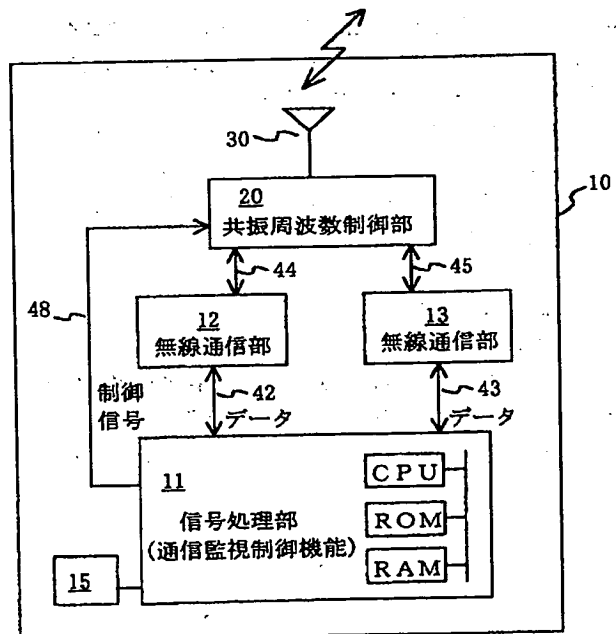 30
10
20
共振周波数制御部
44
45
48
12
無線通信部
13
無線通信部
制御
信号
42
データ
43
データ
11
信号処理部
(通信監視制御機能)
CPU
ROM
RAM
15